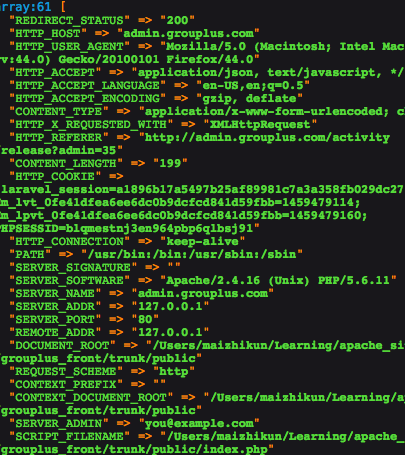 array:61 [
"REDIRECT_STATUS" => "200"
"HTTP_HOST" => "admin.grouplus.com"
"HTTP_USER_AGENT" => "Mozilla/5.0 (Macintosh; Intel Mac
rv:44.0) Gecko/20100101 Firefox/44.0"
"HTTP_ACCEPT" => "application/json, text/javascript, */
"HTTP_ACCEPT_LANGUAGE" => "en-US,en;q=0.5"
"HTTP_ACCEPT_ENCODING" => "gzip, deflate"
"CONTENT_TYPE" => "application/x-www-form-urlencoded; c
"HTTP_X_REQUESTED_WITH" => "XMLHttpRequest"
"HTTP_REFERER" => "http://admin.grouplus.com/activity
/release?admin=35"
"CONTENT_LENGTH" => "199"
"HTTP_COOKIE" =>
laravel_session=a1896b17a5497b25af89981c7a3a358fb029dc27
m_lvt_0fe41dfea6ee6dc0b9dcfcd841d59fbb=1459479114;
m_lpvt_0fe41dfea6ee6dc0b9dcfcd841d59fbb=1459479160;
PHPSESSID=blqmestnj3en964pbp6qlbsj91"
"HTTP_CONNECTION" => "keep-alive"
"PATH" => "/usr/bin:/bin:/usr/sbin:/sbin"
"SERVER_SIGNATURE" => ""
"SERVER_SOFTWARE" => "Apache/2.4.16 (Unix) PHP/5.6.11"
"SERVER_NAME" => "admin.grouplus.com"
"SERVER_ADDR" => "127.0.0.1"
"SERVER_PORT" => "80"
"REMOTE_ADDR" => "127.0.0.1"
"DOCUMENT_ROOT" => "/Users/maizhikun/Learning/apache_si
/grouplus_front/trunk/public"
"REQUEST_SCHEME" => "http"
"CONTEXT_PREFIX" => ""
"CONTEXT_DOCUMENT_ROOT" => "/Users/maizhikun/Learning/a
/grouplus_front/trunk/public"
"SERVER_ADMIN" => "you@example.com"
"SCRIPT_FILENAME" => "/Users/maizhikun/Learning/apache_
/grouplus_front/trunk/public/index.php"